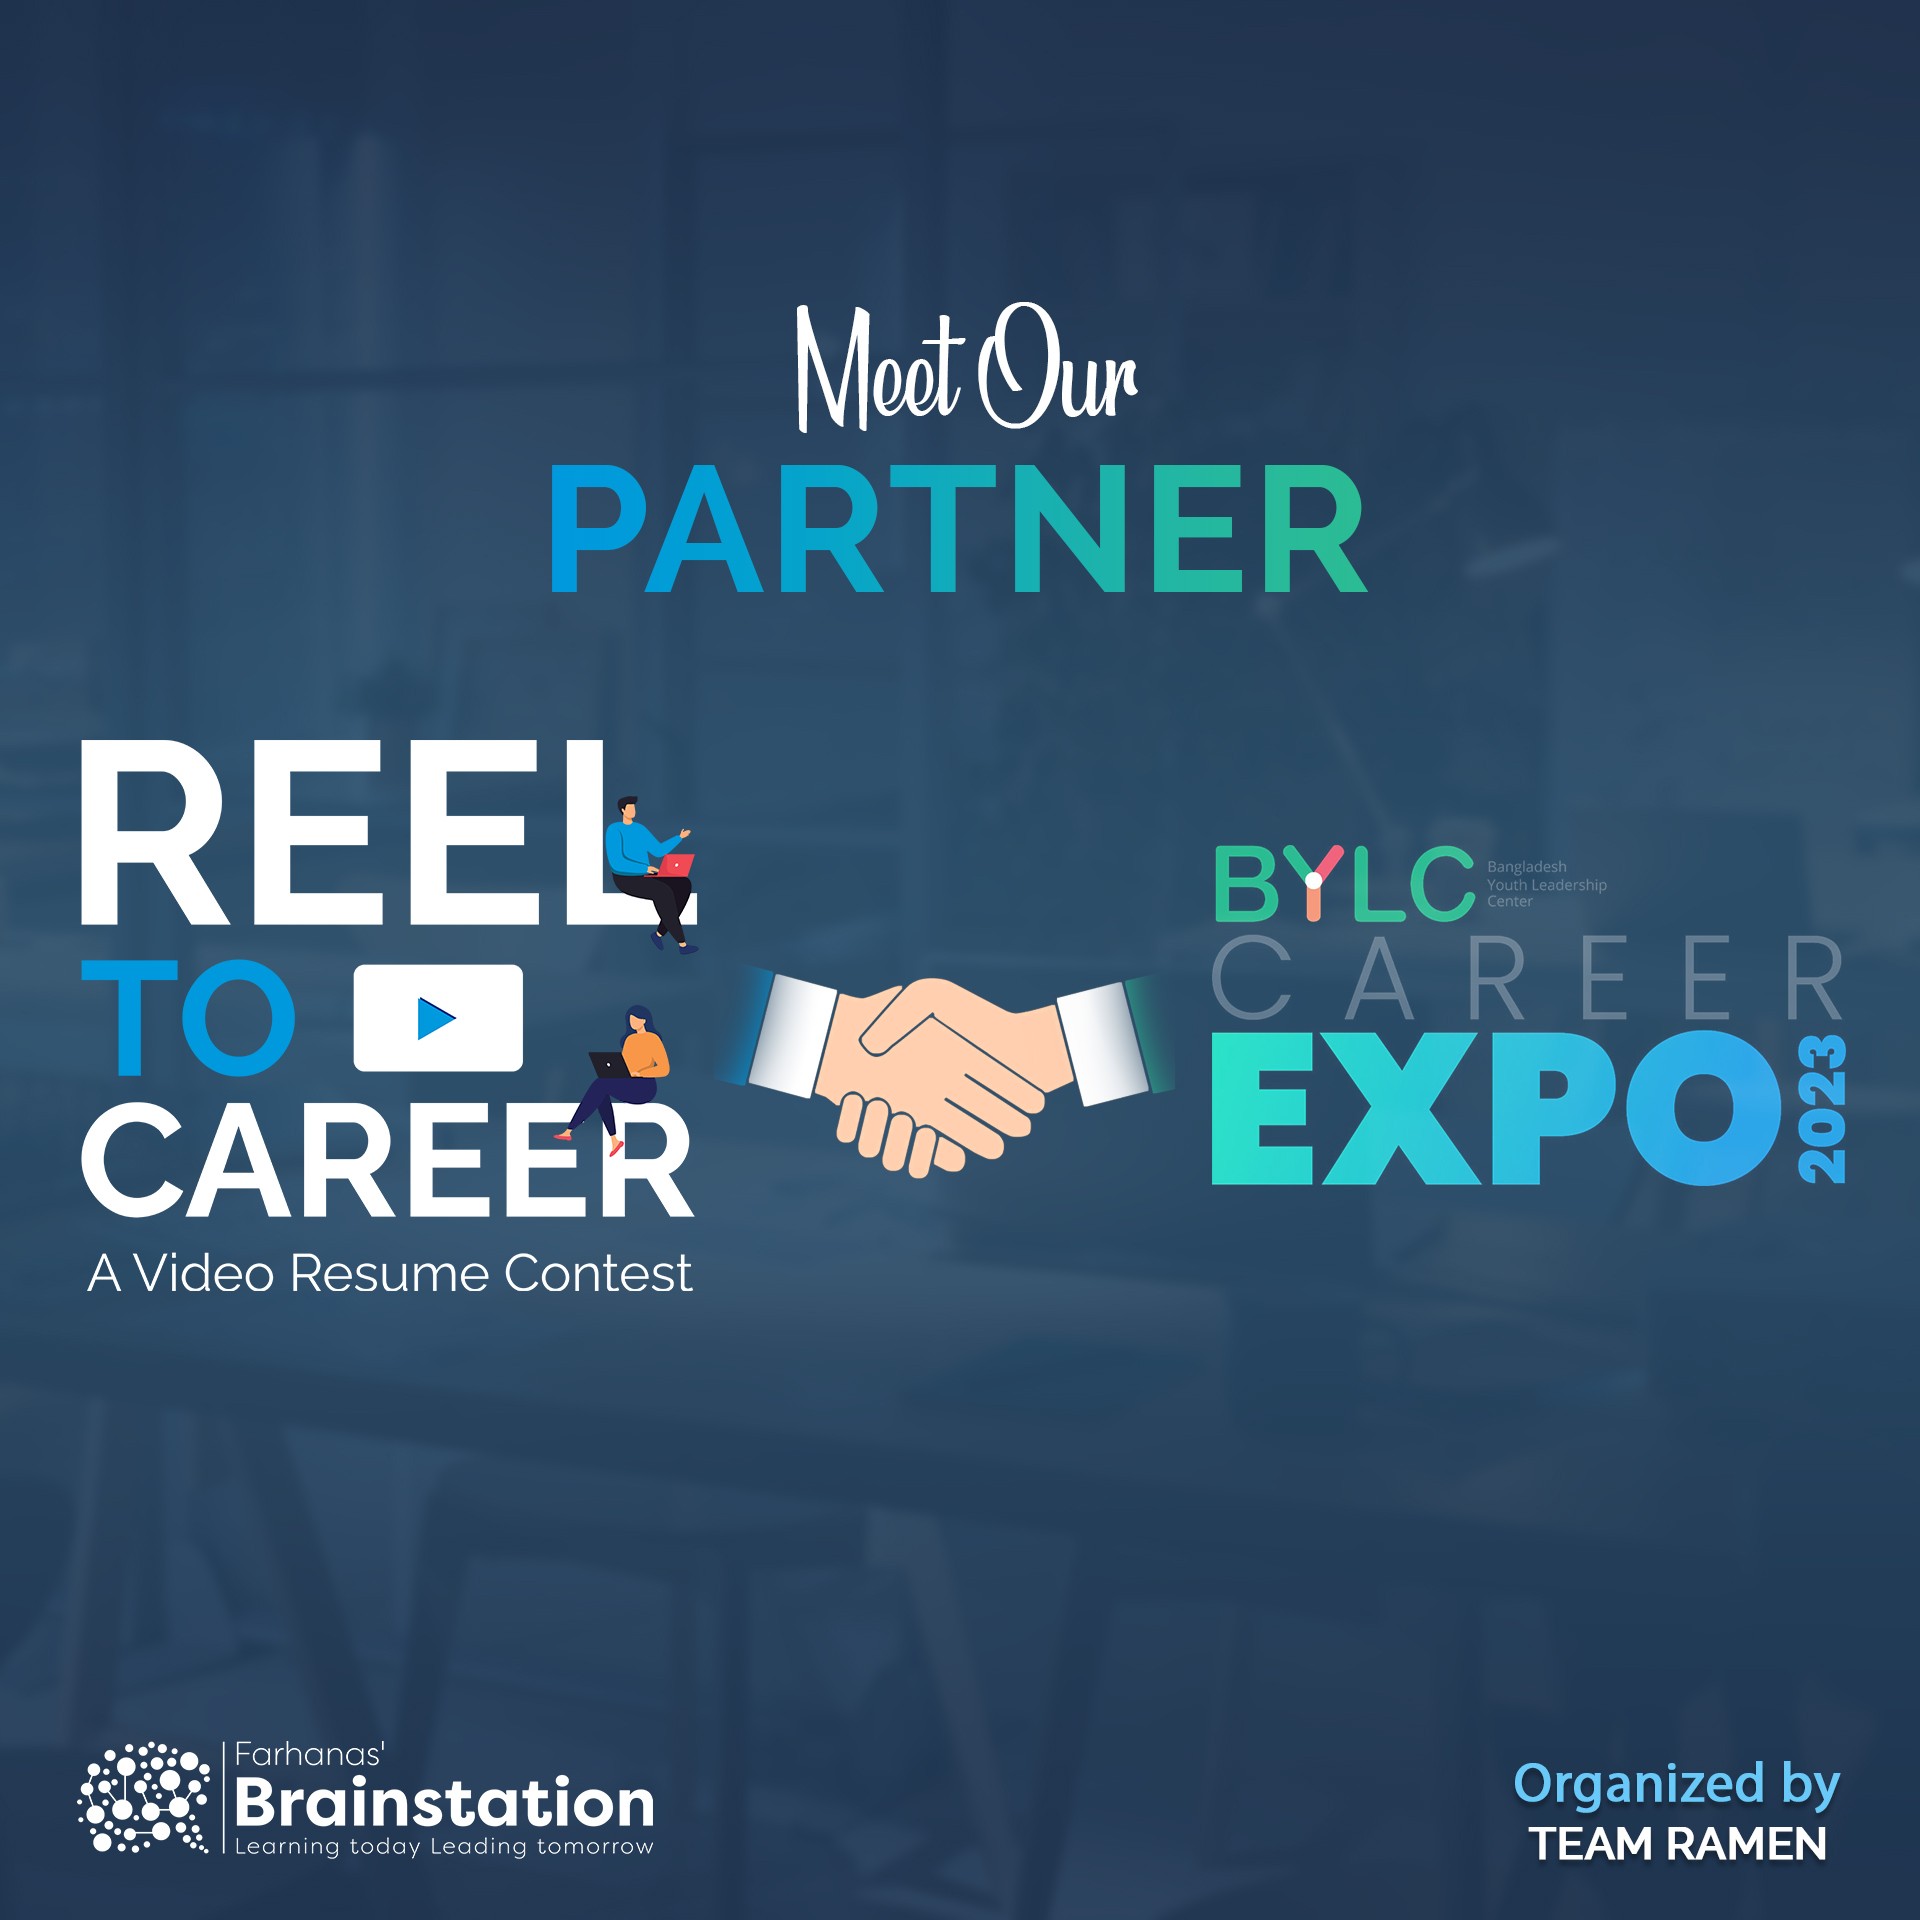 Meet Our
PARTNER
REEL
TO
CAREER
A Video Resume Contest
BYLC
Bangladesh
Youth Leadership
Center
CAREER
EXPO
2023
Farhanas'
Brainstation
Learning today Leading tomorrow
Organized by
TEAM RAMEN